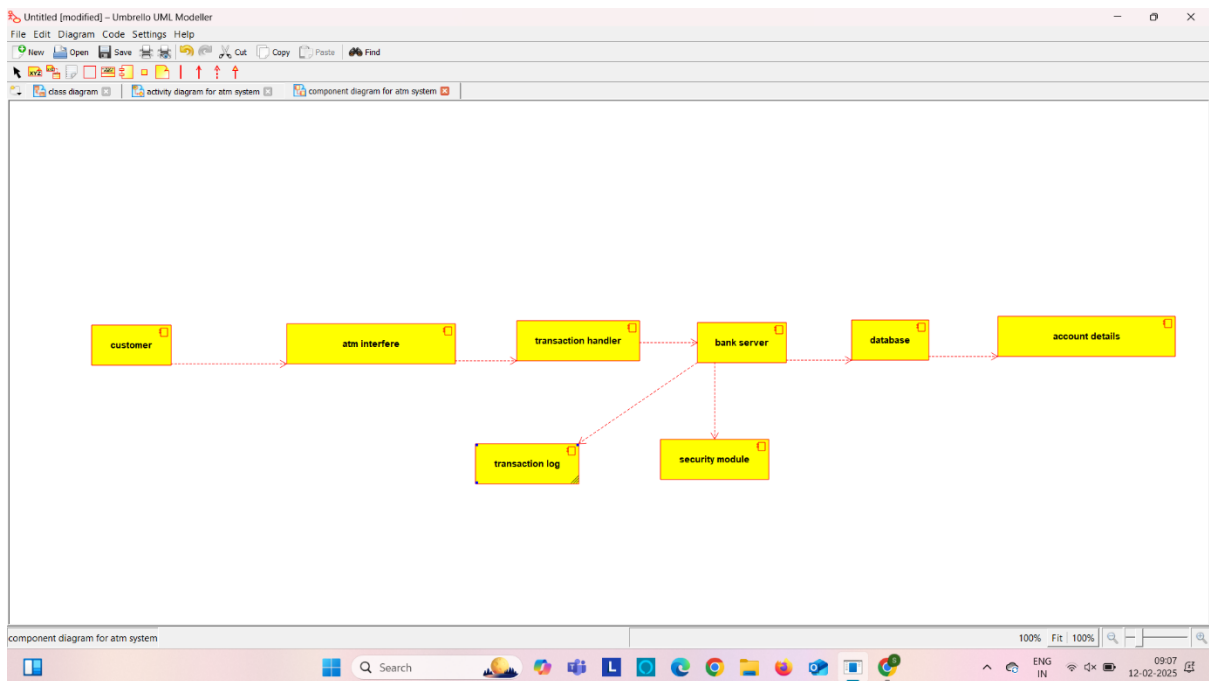 Untitled [modified] – Umbrello UML Modeller
File Edit Diagram Code Settings Help
New Open Save Cut Copy Paste Find
XYZ
class diagram activity diagram for atm system component diagram for atm system
customer
atm interfere
transaction handler
bank server
database
account details
transaction log
security module
component diagram for atm system
100% Fit 100%
Search
L
ENG
IN
09:07
12-02-2025